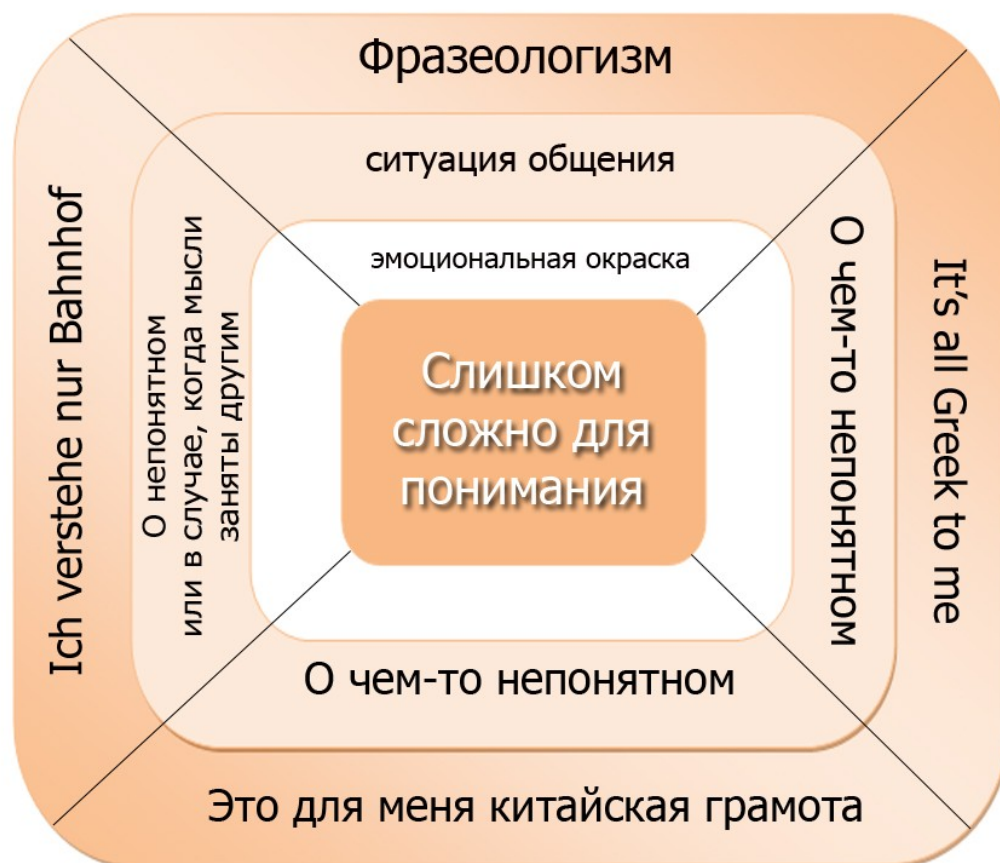 Фразеологизм
ситуация общения
эмоциональная окраска
Слишком
сложно для
понимания
Ich verstehe nur Bahnhof
О непонятном
или в случае, когда мысли
заняты другим
О чем-то непонятном
It's all Greek to me
О чем-то непонятном
Это для меня китайская грамота